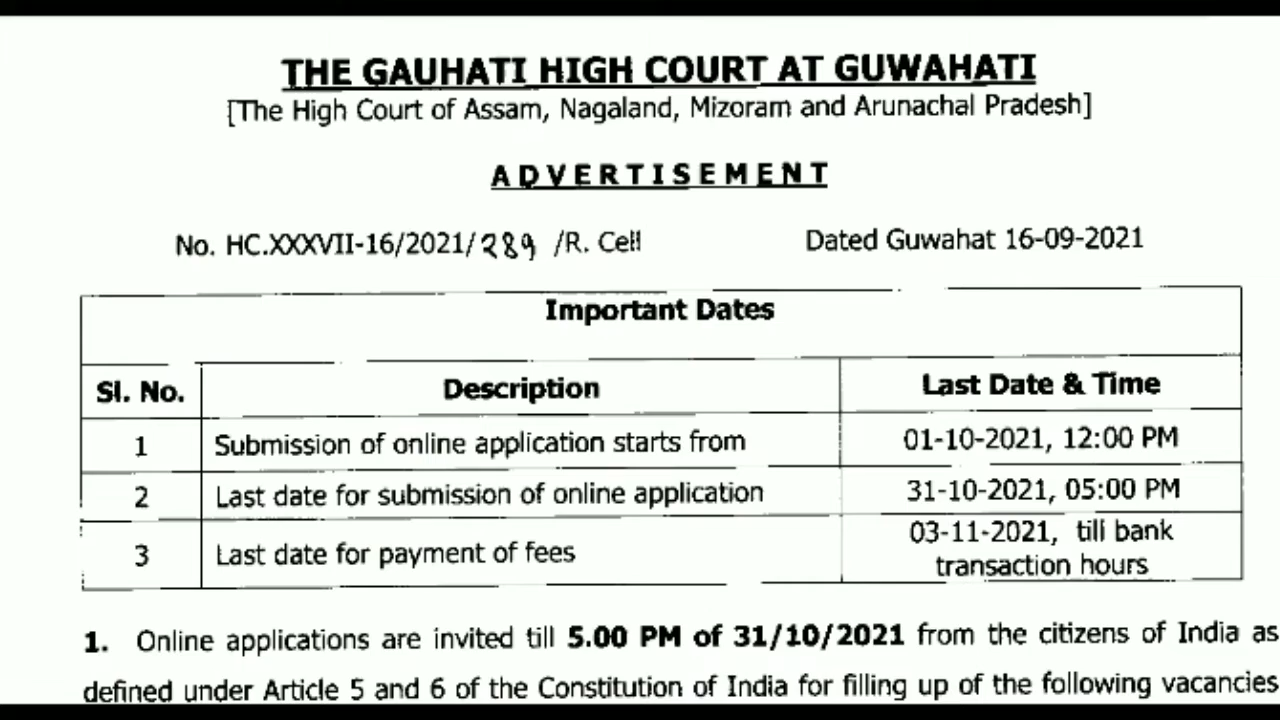 THE GAUHATI HIGH COURT AT GUWAHATI
[The High Court of Assam, Nagaland, Mizoram and Arunachal Pradesh]
ADVERTISEMENT
No. HC.XXXVII-16/2021/289 /R. Cell Dated Guwahat 16-09-2021
Important Dates
Sl. No. Description Last Date & Time
1 Submission of online application starts from 01-10-2021, 12:00 PM
2 Last date for submission of online application 31-10-2021, 05:00 PM
3 Last date for payment of fees 03-11-2021, till bank
transaction hours
1. Online applications are invited till 5.00 PM of 31/10/2021 from the citizens of India as
defined under Article 5 and 6 of the Constitution of India for filling up of the following vacancies